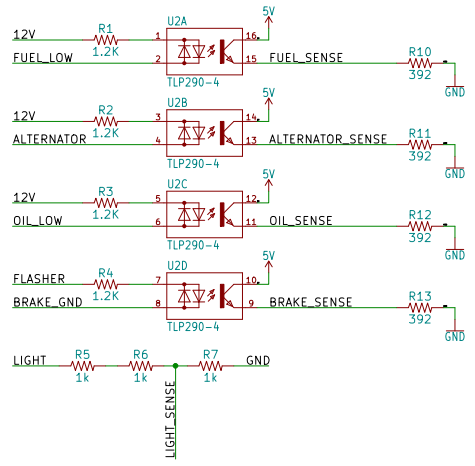 5V
U2A
12V R1 1 16
1.2K
FUEL_LOW 2 15 FUEL_SENSE R10
392
GND
TLP290-4
5V
U2B
12V R2 3 14
1.2K
ALTERNATOR 4 13 ALTERNATOR_SENSE R11
392
GND
TLP290-4
5V
U2C
12V R3 5 12
1.2K
OIL_LOW 6 11 OIL_SENSE R12
392
GND
TLP290-4
5V
U2D
FLASHER R4 7 10
1.2K
BRAKE_GND 8 9 BRAKE_SENSE R13
392
GND
TLP290-4
LIGHT R5 R6 R7 GND
1k 1k 1k
LIGHT_SENSE